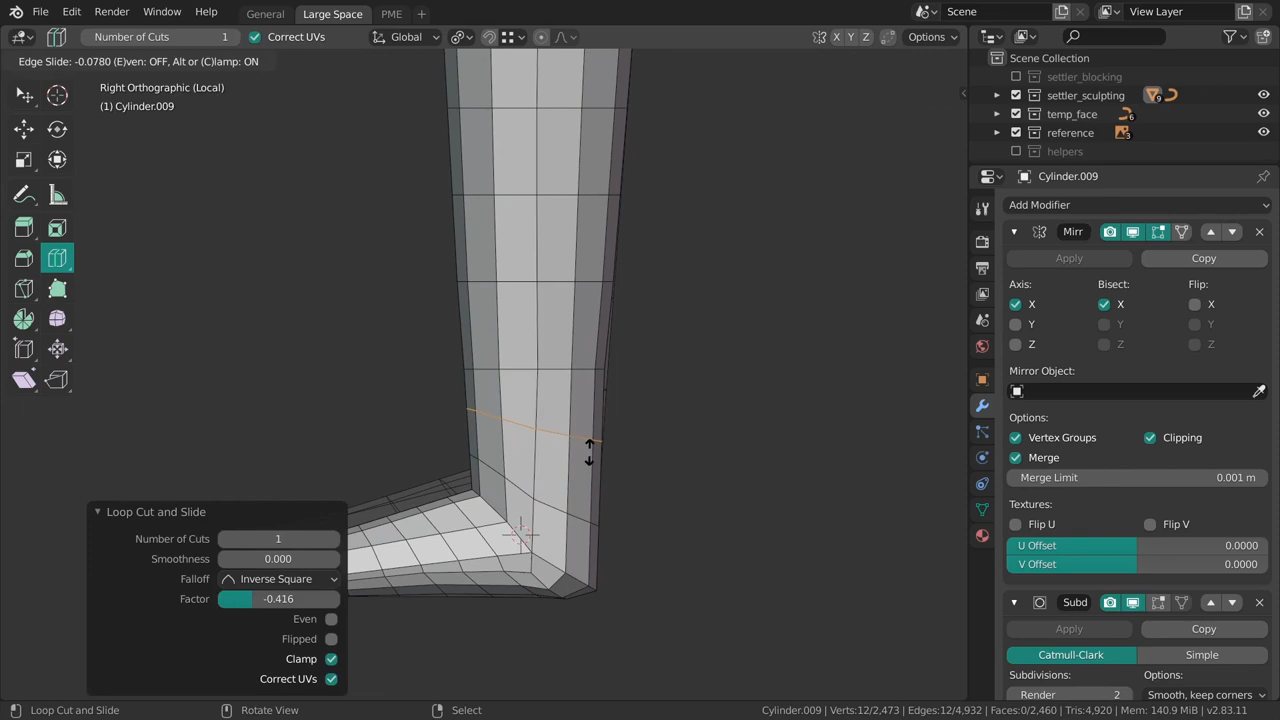 File Edit Render Window Help General Large Space PME + Scene View Layer
Number of Cuts 1 Correct UVs Global X Y Z Options
Edge Slide: -0.0780 (E)ven: OFF, Alt or (C)lamp: ON
Right Orthographic (Local)
(1) Cylinder.009
Scene Collection
settler_blocking
settler_sculpting 9
temp_face 6
reference 3
helpers
Cylinder.009
Add Modifier
Mirr
Apply Copy
Axis: Bisect: Flip:
X X X
Y Y Y
Z Z Z
Mirror Object:
Options:
Vertex Groups Clipping
Merge
Merge Limit 0.001 m
Textures:
Flip U Flip V
U Offset 0.0000
V Offset 0.0000
Subd
Apply Copy
Catmull-Clark Simple
Subdivisions: Options:
Render 2 Smooth, keep corners
Loop Cut and Slide
Number of Cuts 1
Smoothness 0.000
Falloff Inverse Square
Factor -0.416
Even
Flipped
Clamp
Correct UVs
Loop Cut and Slide Rotate View Select Cylinder.009 | Verts:12/2,473 | Edges:11/4,932 | Faces:0/2,460 | Tris:4,920 | Mem: 140.9 MiB | v2.83.11